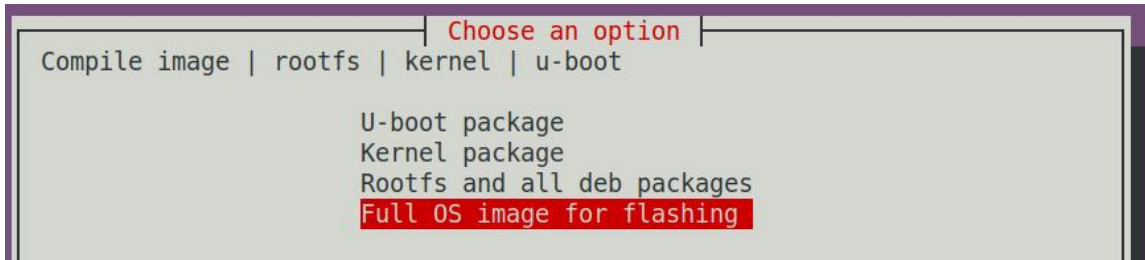 Choose an option
Compile image | rootfs | kernel | u-boot
U-boot package
Kernel package
Rootfs and all deb packages
Full OS image for flashing